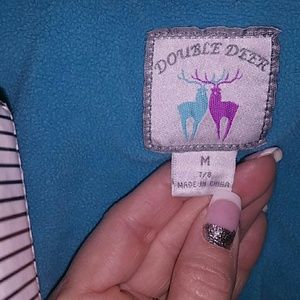 DOUBLE DEER
M
7/8
MADE IN CHINA